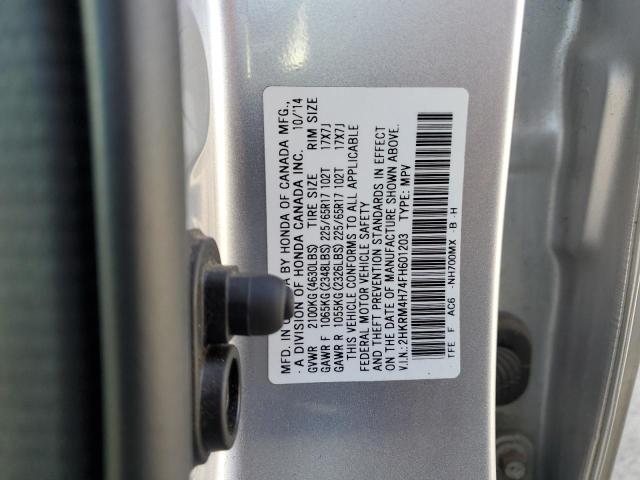 MFD. IN CANADA BY HONDA OF CANADA MFG.,
A DIVISION OF HONDA CANADA INC. 10/'14
GVWR 2100KG(4630LBS) TIRE SIZE RIM SIZE
GAWR F 1065KG(2348LBS) 225/65R17 102T 17X7J
GAWR R 1055KG(2326LBS) 225/65R17 102T 17X7J
THIS VEHICLE CONFORMS TO ALL APPLICABLE
FEDERAL MOTOR VEHICLE SAFETY
AND THEFT PREVENTION STANDARDS IN EFFECT
ON THE DATE OF MANUFACTURE SHOWN ABOVE.
V.I.N.: 2HKRM4H74FH601203 TYPE: MPV
TFE F AC6 -NH700MX -B -H